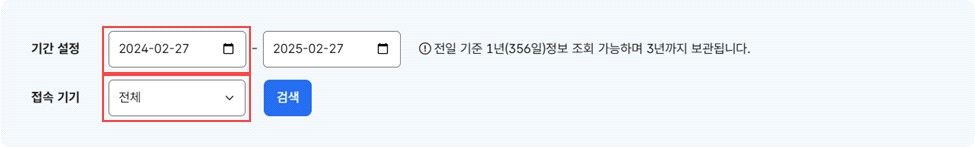 기간 설정 2024-02-27 - 2025-02-27 전일 기준 1년(356일)정보 조회 가능하며 3년까지 보관됩니다.
접속 기기 전체 검색